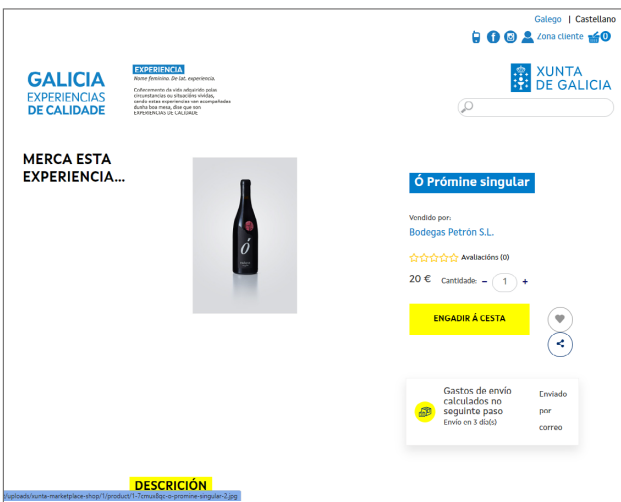 Galego | Castellano
Zona cliente 0
GALICIA
EXPERIENCIAS
DE CALIDADE
EXPERIENCIA
Nome feminino. De lat. experiencia.
Coñecemento da vida adquirido polas
circunstancias ou situacións vividas,
cando estas experiencias van acompañadas
dunha boa mesa, dise que son
EXPERIENCIAS DE CALIDADE
XUNTA
DE GALICIA
MERCA ESTA
EXPERIENCIA...
Ó
Ó Prómine singular
Vendido por:
Bodegas Petrón S.L.
Avaliacións (0)
20 € Cantidade: – 1 +
ENGADIR Á CESTA
Gastos de envío
calculados no
seguinte paso
Envío en 3 día(s)
Enviado
por
correo
DESCRICIÓN
/uploads/xunta-marketplace-shop/1/product/1-7cmux8qc-o-promine-singular-2.jpg